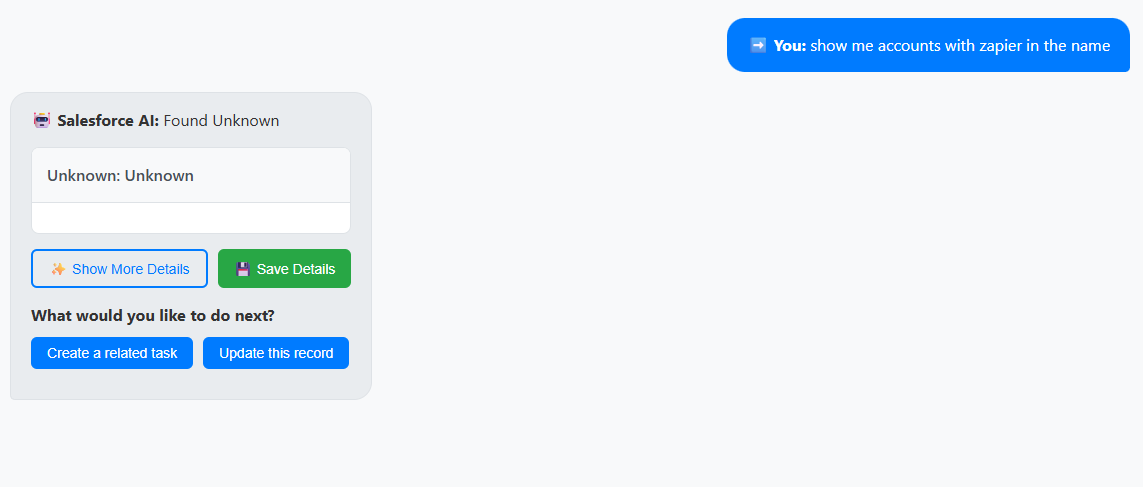 ➡️ You: show me accounts with zapier in the name
🤖 Salesforce AI: Found Unknown
Unknown: Unknown
✨ Show More Details
💾 Save Details
What would you like to do next?
Create a related task
Update this record